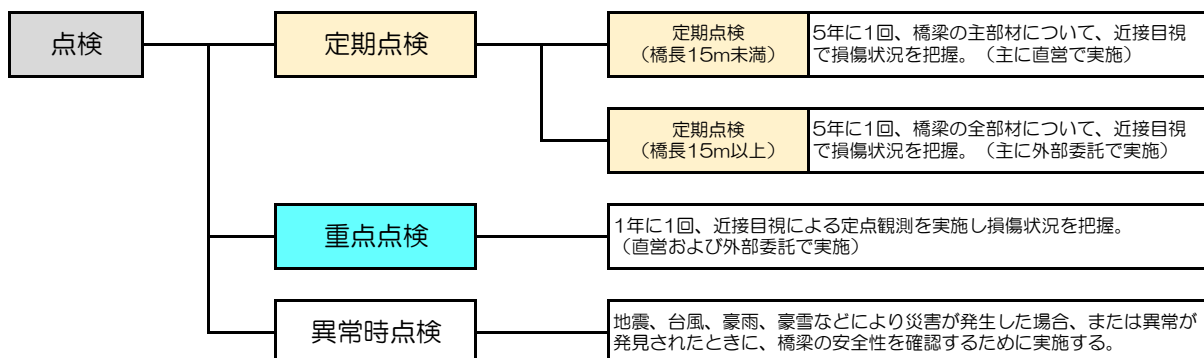 点検
定期点検
定期点検
（橋長15m未満）
5年に1回、橋梁の主部材について、近接目視
で損傷状況を把握。（主に直営で実施）
定期点検
（橋長15m以上）
5年に1回、橋梁の全部材について、近接目視
で損傷状況を把握。（主に外部委託で実施）
重点点検
1年に1回、近接目視による定点観測を実施し損傷状況を把握。
（直営および外部委託で実施）
異常時点検
地震、台風、豪雨、豪雪などにより災害が発生した場合、または異常が
発見されたときに、橋梁の安全性を確認するために実施する。